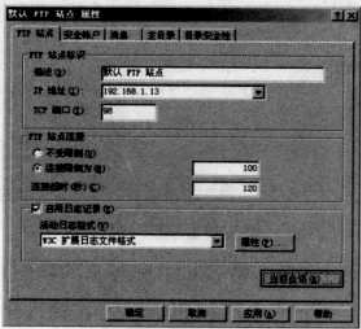 默认 FTP 站点 属性
FTP 站点 安全帐户 消息 主目录 目录安全性
FTP 站点标识
描述(D): 默认 FTP 站点
IP 地址(I): 192.168.1.13
TCP 端口(T):
FTP 站点连接
不受限制(U)
连接限制为(M) 100
连接超时(秒)(C): 120
启用日志记录(E)
活动日志格式(V):
W3C 扩展日志文件格式 属性(P)...
当前会话(R)
确定 取消 应用(A) 帮助